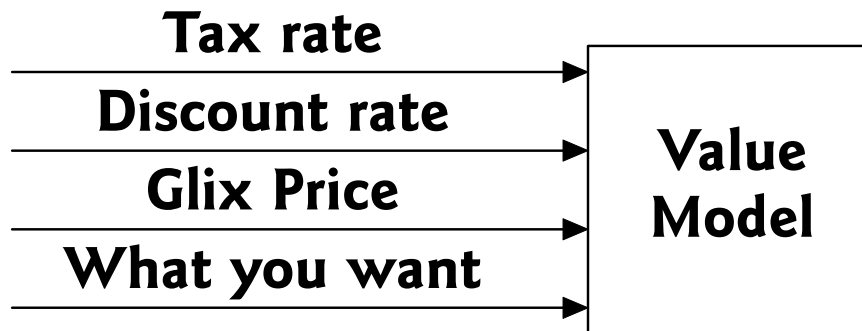 Tax rate
Discount rate
Glix Price
What you want
Value
Model